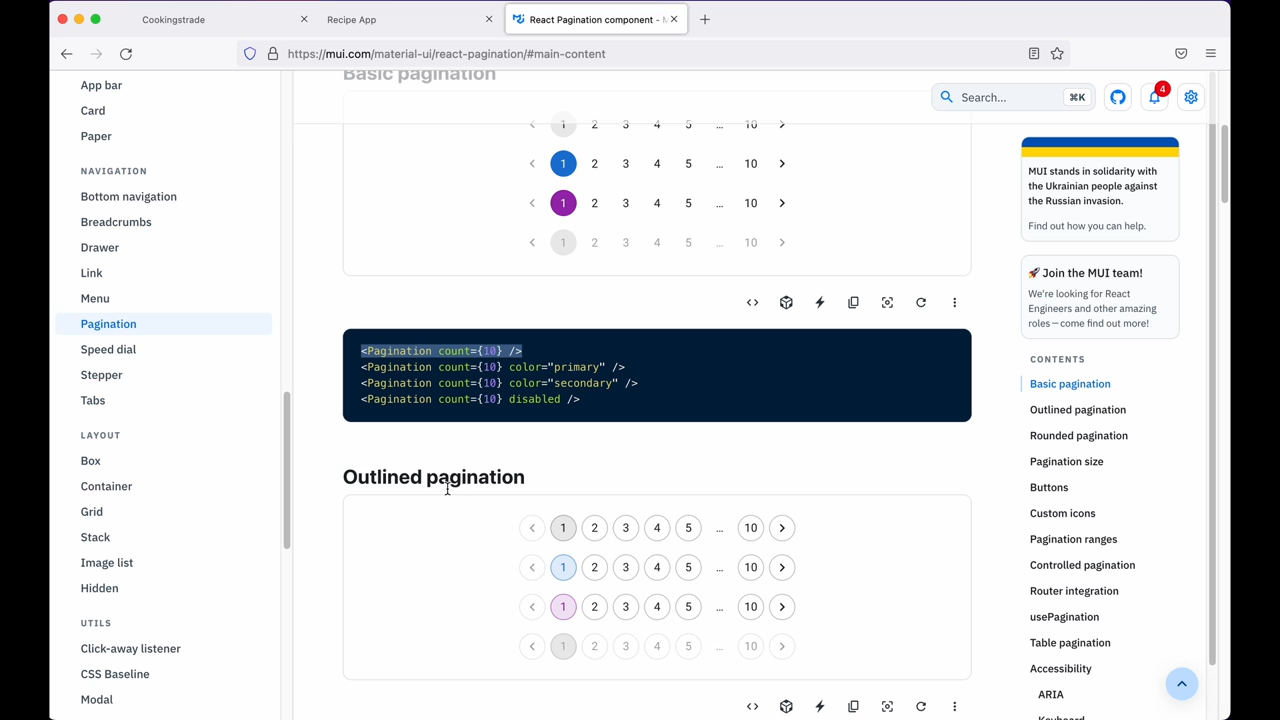 Cookingstrade
Recipe App
React Pagination component - M
https://mui.com/material-ui/react-pagination/#main-content
Search...
⌘K
4
App bar
Card
Paper
NAVIGATION
Bottom navigation
Breadcrumbs
Drawer
Link
Menu
Pagination
Speed dial
Stepper
Tabs
LAYOUT
Box
Container
Grid
Stack
Image list
Hidden
UTILS
Click-away listener
CSS Baseline
Modal
Basic pagination
1 2 3 4 5 ... 10
1 2 3 4 5 ... 10
1 2 3 4 5 ... 10
1 2 3 4 5 ... 10
<Pagination count={10} />
<Pagination count={10} color="primary" />
<Pagination count={10} color="secondary" />
<Pagination count={10} disabled />
Outlined pagination
1 2 3 4 5 ... 10
1 2 3 4 5 ... 10
1 2 3 4 5 ... 10
1 2 3 4 5 ... 10
MUI stands in solidarity with
the Ukrainian people against
the Russian invasion.
Find out how you can help.
🚀 Join the MUI team!
We're looking for React
Engineers and other amazing
roles — come find out more!
CONTENTS
Basic pagination
Outlined pagination
Rounded pagination
Pagination size
Buttons
Custom icons
Pagination ranges
Controlled pagination
Router integration
usePagination
Table pagination
Accessibility
ARIA
Keyboard